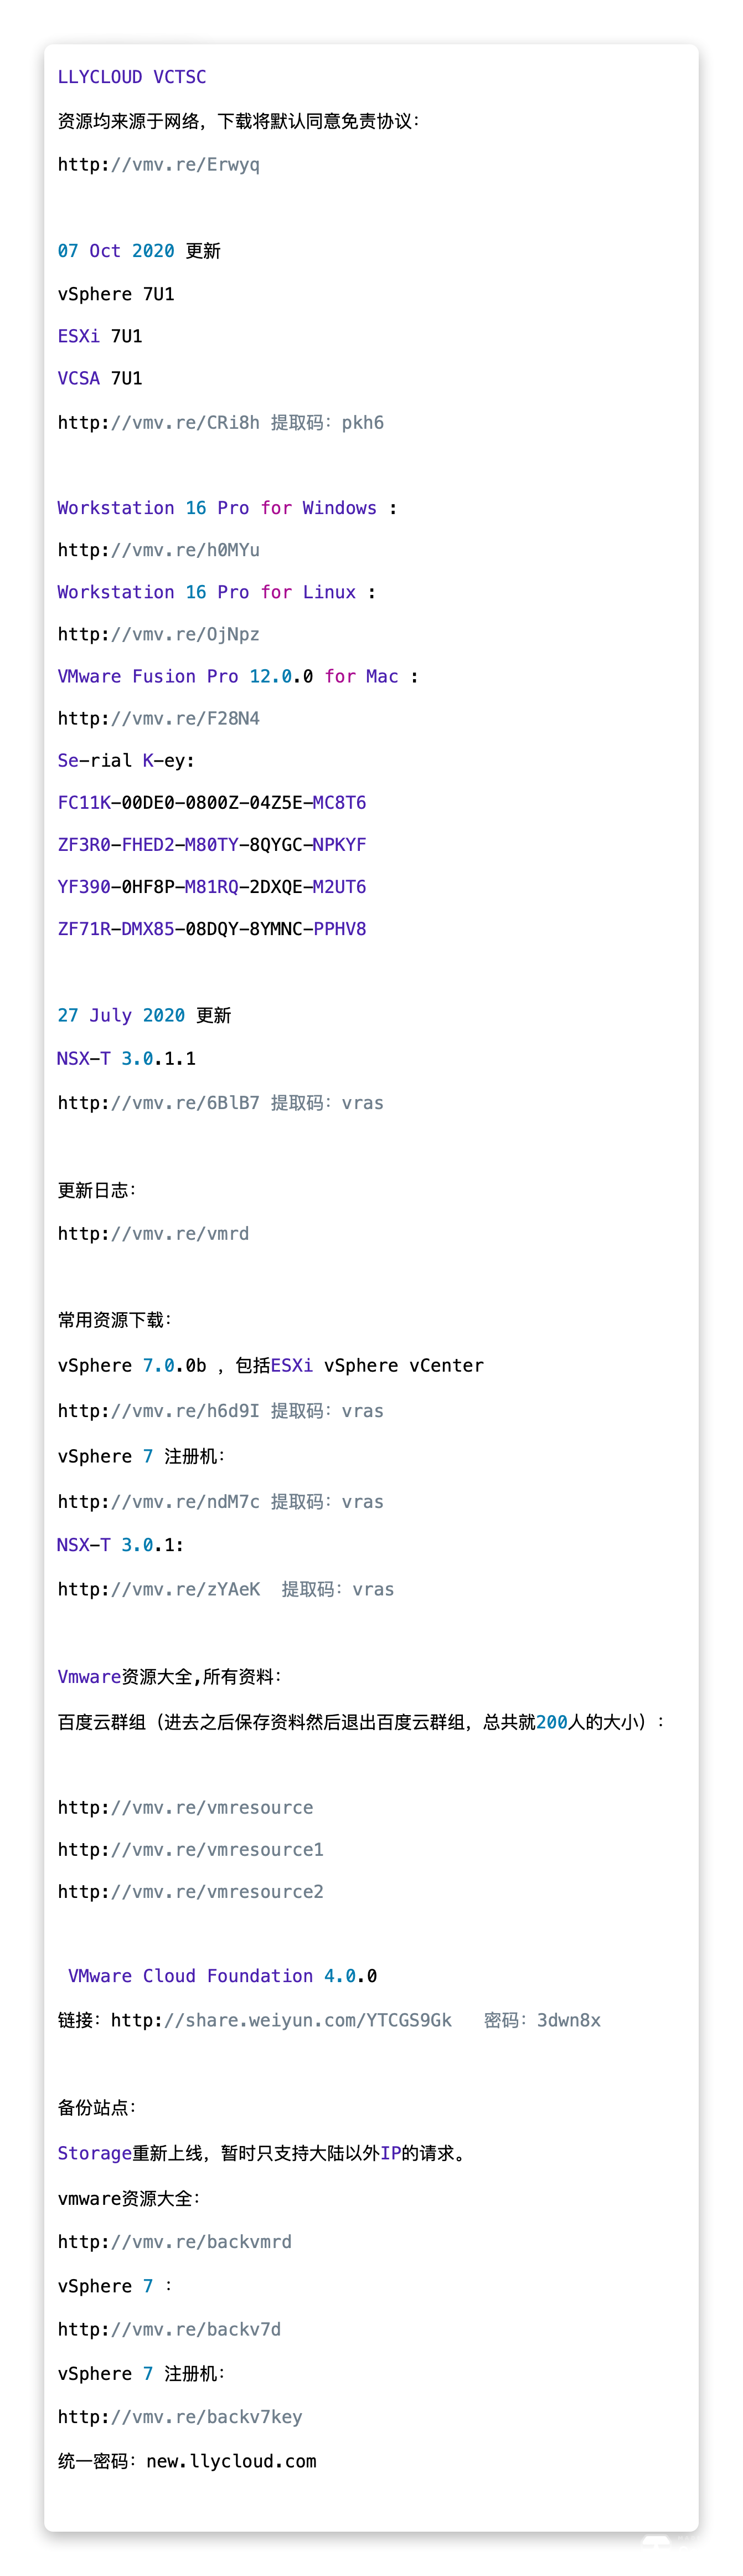 LLYCLOUD VCTSC
资源均来源于网络，下载将默认同意免责协议：
http://vmv.re/Erwyq
07 Oct 2020 更新
vSphere 7U1
ESXi 7U1
VCSA 7U1
http://vmv.re/CRi8h 提取码：pkh6
Workstation 16 Pro for Windows :
http://vmv.re/h0MYu
Workstation 16 Pro for Linux :
http://vmv.re/OjNpz
VMware Fusion Pro 12.0.0 for Mac :
http://vmv.re/F28N4
Se-rial K-ey:
FC11K-00DE0-0800Z-04Z5E-MC8T6
ZF3R0-FHED2-M80TY-8QYGC-NPKYF
YF390-0HF8P-M81RQ-2DXQE-M2UT6
ZF71R-DMX85-08DQY-8YMNC-PPHV8
27 July 2020 更新
NSX-T 3.0.1.1
http://vmv.re/6BlB7 提取码：vras
更新日志：
http://vmv.re/vmrd
常用资源下载：
vSphere 7.0.0b ，包括ESXi vSphere vCenter
http://vmv.re/h6d9I 提取码：vras
vSphere 7 注册机：
http://vmv.re/ndM7c 提取码：vras
NSX-T 3.0.1:
http://vmv.re/zYAeK  提取码：vras
Vmware资源大全,所有资料：
百度云群组（进去之后保存资料然后退出百度云群组，总共就200人的大小）：
http://vmv.re/vmresource
http://vmv.re/vmresource1
http://vmv.re/vmresource2
VMware Cloud Foundation 4.0.0
链接：http://share.weiyun.com/YTCGS9Gk   密码：3dwn8x
备份站点：
Storage重新上线，暂时只支持大陆以外IP的请求。
vmware资源大全：
http://vmv.re/backvmrd
vSphere 7 ：
http://vmv.re/backv7d
vSphere 7 注册机：
http://vmv.re/backv7key
统一密码：new.llycloud.com